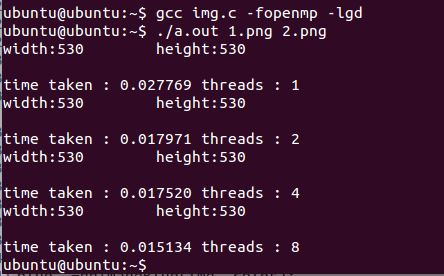 ubuntu@ubuntu:~$ gcc img.c -fopenmp -lgd
ubuntu@ubuntu:~$ ./a.out 1.png 2.png
width:530 height:530
time taken : 0.027769 threads : 1
width:530 height:530
time taken : 0.017971 threads : 2
width:530 height:530
time taken : 0.017520 threads : 4
width:530 height:530
time taken : 0.015134 threads : 8
ubuntu@ubuntu:~$